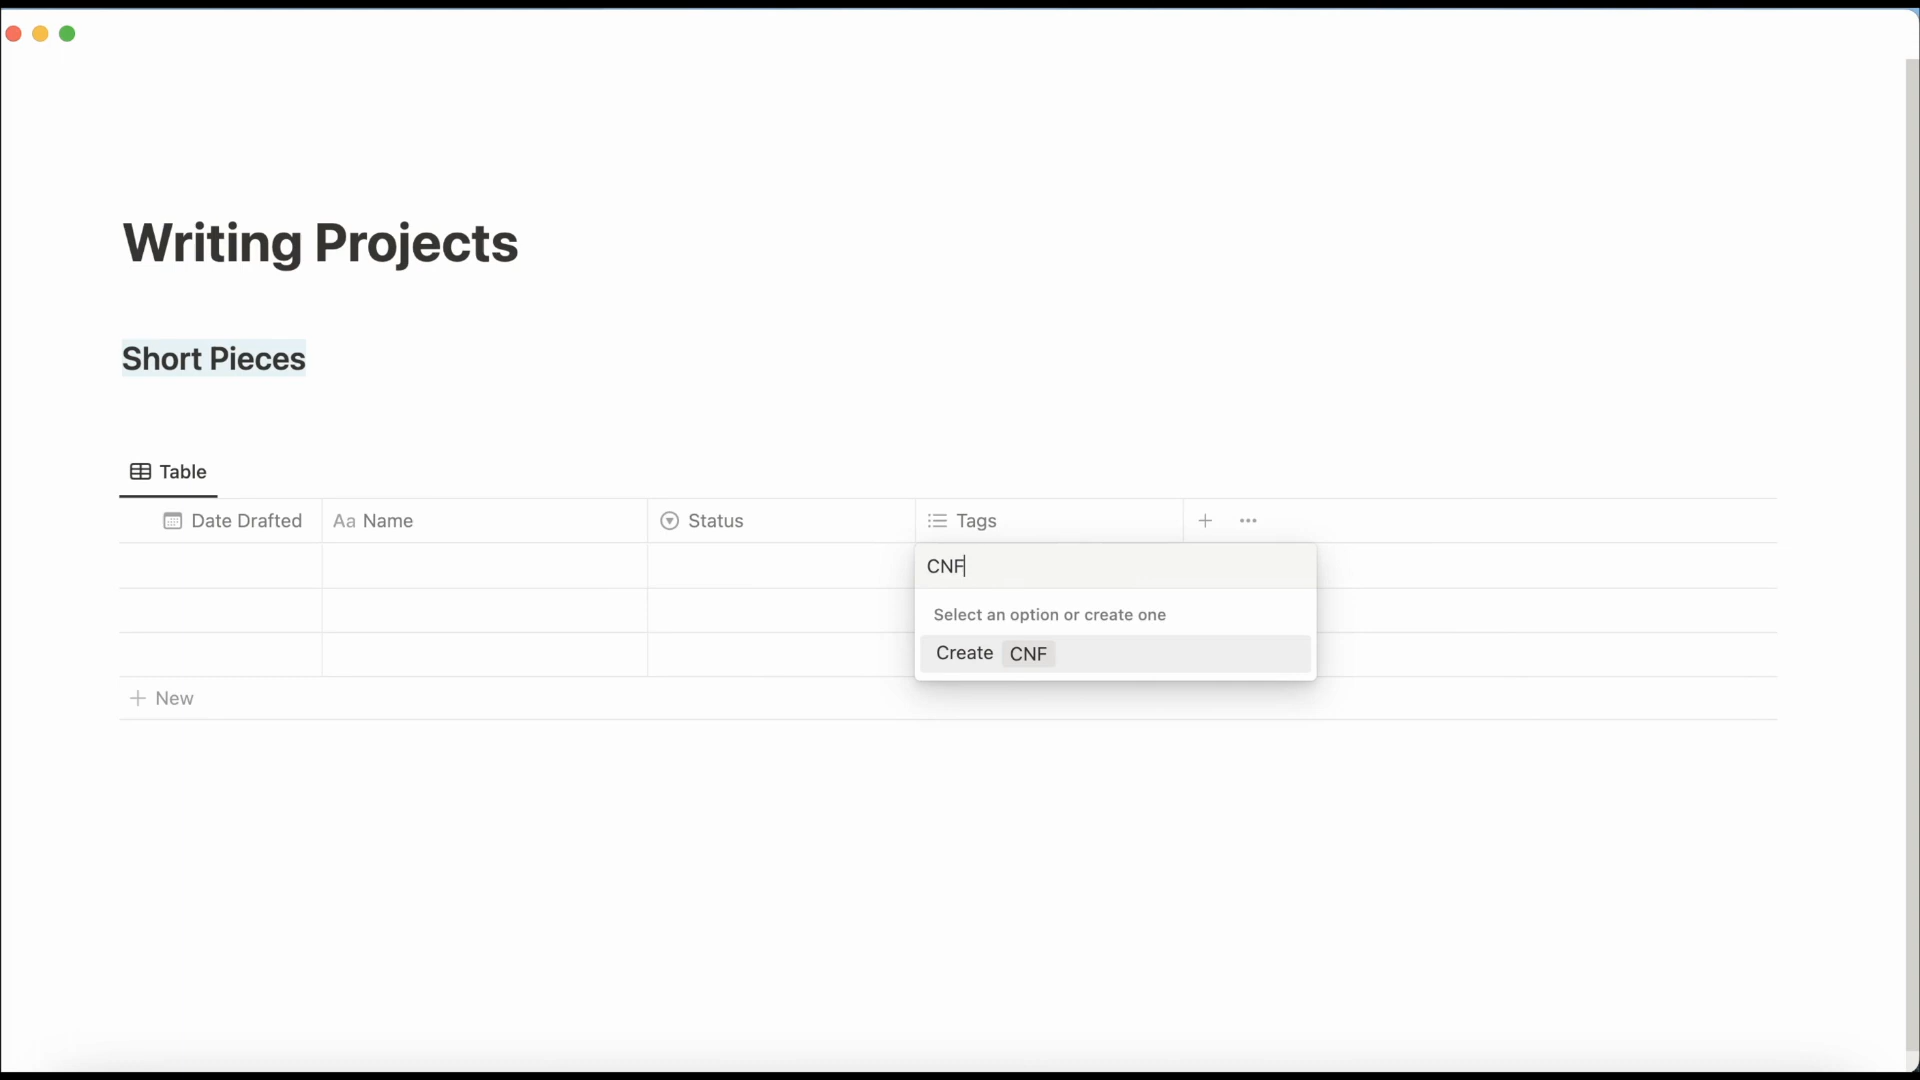 Writing Projects
Short Pieces
Table
Date Drafted Aa Name Status Tags
CNF
Select an option or create one
Create CNF
New